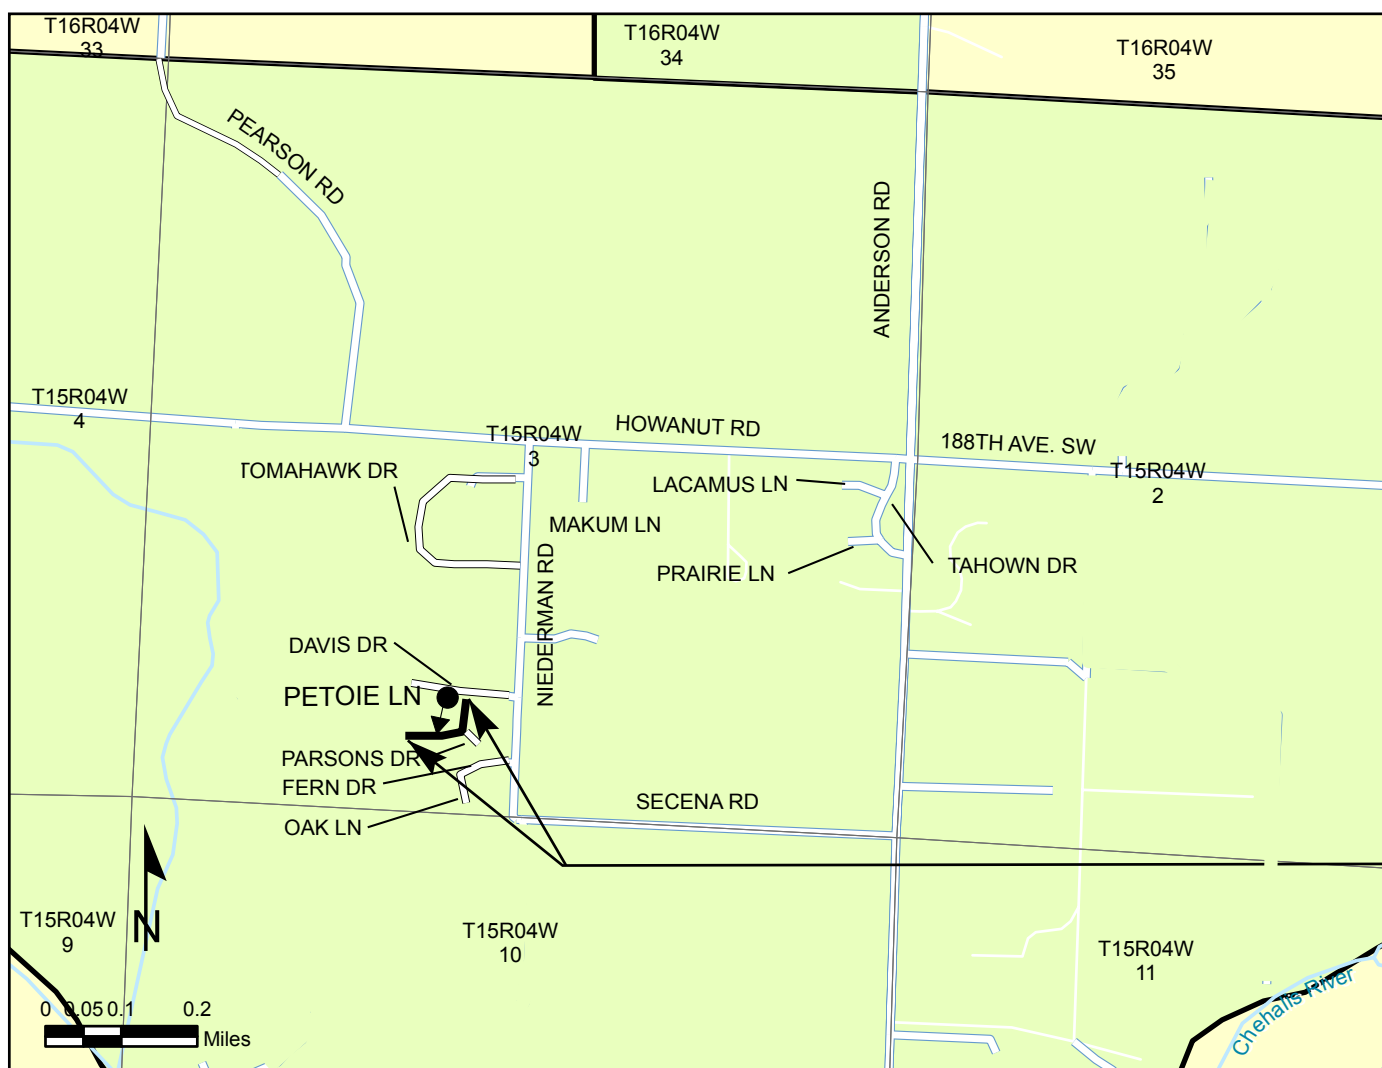 T16R04W
33
T16R04W
34
T16R04W
35
PEARSON RD
ANDERSON RD
T15R04W
4
HOWANUT RD
T15R04W
3
188TH AVE. SW
T15R04W
2
TOMAHAWK DR
LACAMUS LN
MAKUM LN
PRAIRIE LN
TAHOWN DR
NIEDERMAN RD
DAVIS DR
PETOIE LN
PARSONS DR
FERN DR
OAK LN
SECENA RD
T15R04W
9
N
T15R04W
10
T15R04W
11
Chehalis River
0 0.05 0.1 0.2
Miles